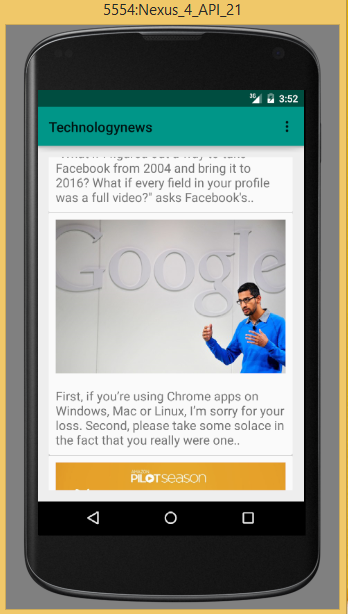 5554:Nexus_4_API_21
3G 3:52
Technologynews
"What if I figured out a way to take
Facebook from 2004 and bring it to
2016? What if every field in your profile
was a full video?" asks Facebook's..
Google
First, if you're using Chrome apps on
Windows, Mac or Linux, I'm sorry for your
loss. Second, please take some solace in
the fact that you really were one..
AMAZON
PILOT SEASON